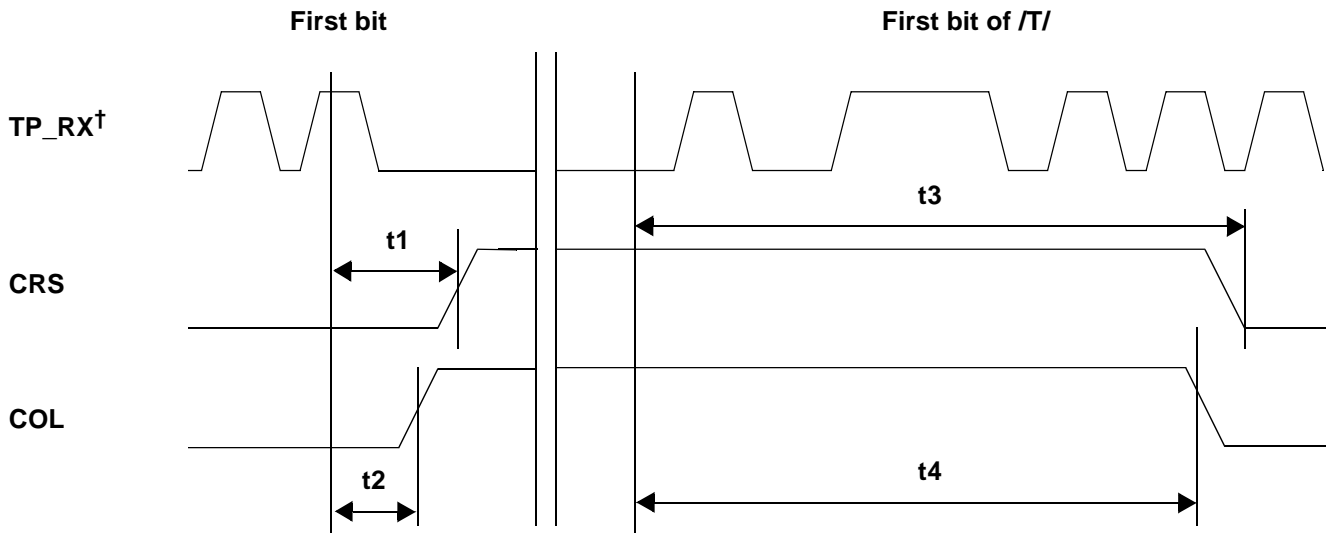 First bit
First bit of /T/
TP_RX†
t3
t1
CRS
COL
t2
t4